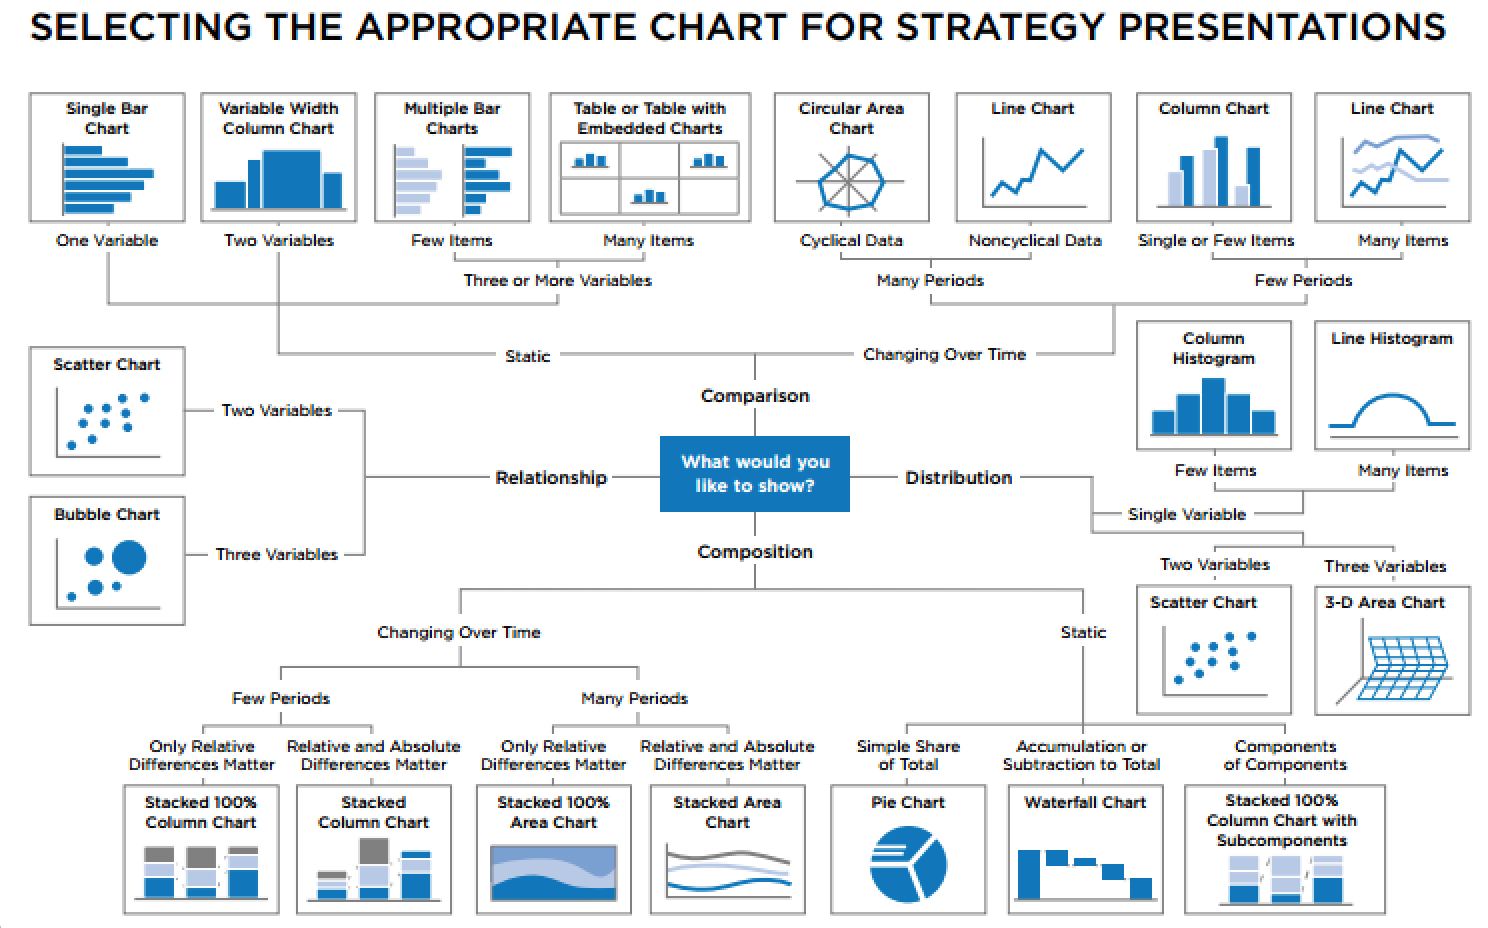 SELECTING THE APPROPRIATE CHART FOR STRATEGY PRESENTATIONS
Single Bar
Chart
Variable Width
Column Chart
Multiple Bar
Charts
Table or Table with
Embedded Charts
Circular Area
Chart
Line Chart
Column Chart
Line Chart
One Variable
Two Variables
Few Items
Many Items
Cyclical Data
Noncyclical Data
Single or Few Items
Many Items
Three or More Variables
Many Periods
Few Periods
Static
Changing Over Time
Comparison
Column
Histogram
Line Histogram
Few Items
Many Items
Scatter Chart
Two Variables
Relationship
What would you
like to show?
Distribution
Single Variable
Bubble Chart
Three Variables
Composition
Two Variables
Three Variables
Scatter Chart
3-D Area Chart
Changing Over Time
Static
Few Periods
Many Periods
Only Relative
Differences Matter
Relative and Absolute
Differences Matter
Only Relative
Differences Matter
Relative and Absolute
Differences Matter
Simple Share
of Total
Accumulation or
Subtraction to Total
Components
of Components
Stacked 100%
Column Chart
Stacked
Column Chart
Stacked 100%
Area Chart
Stacked Area
Chart
Pie Chart
Waterfall Chart
Stacked 100%
Column Chart with
Subcomponents